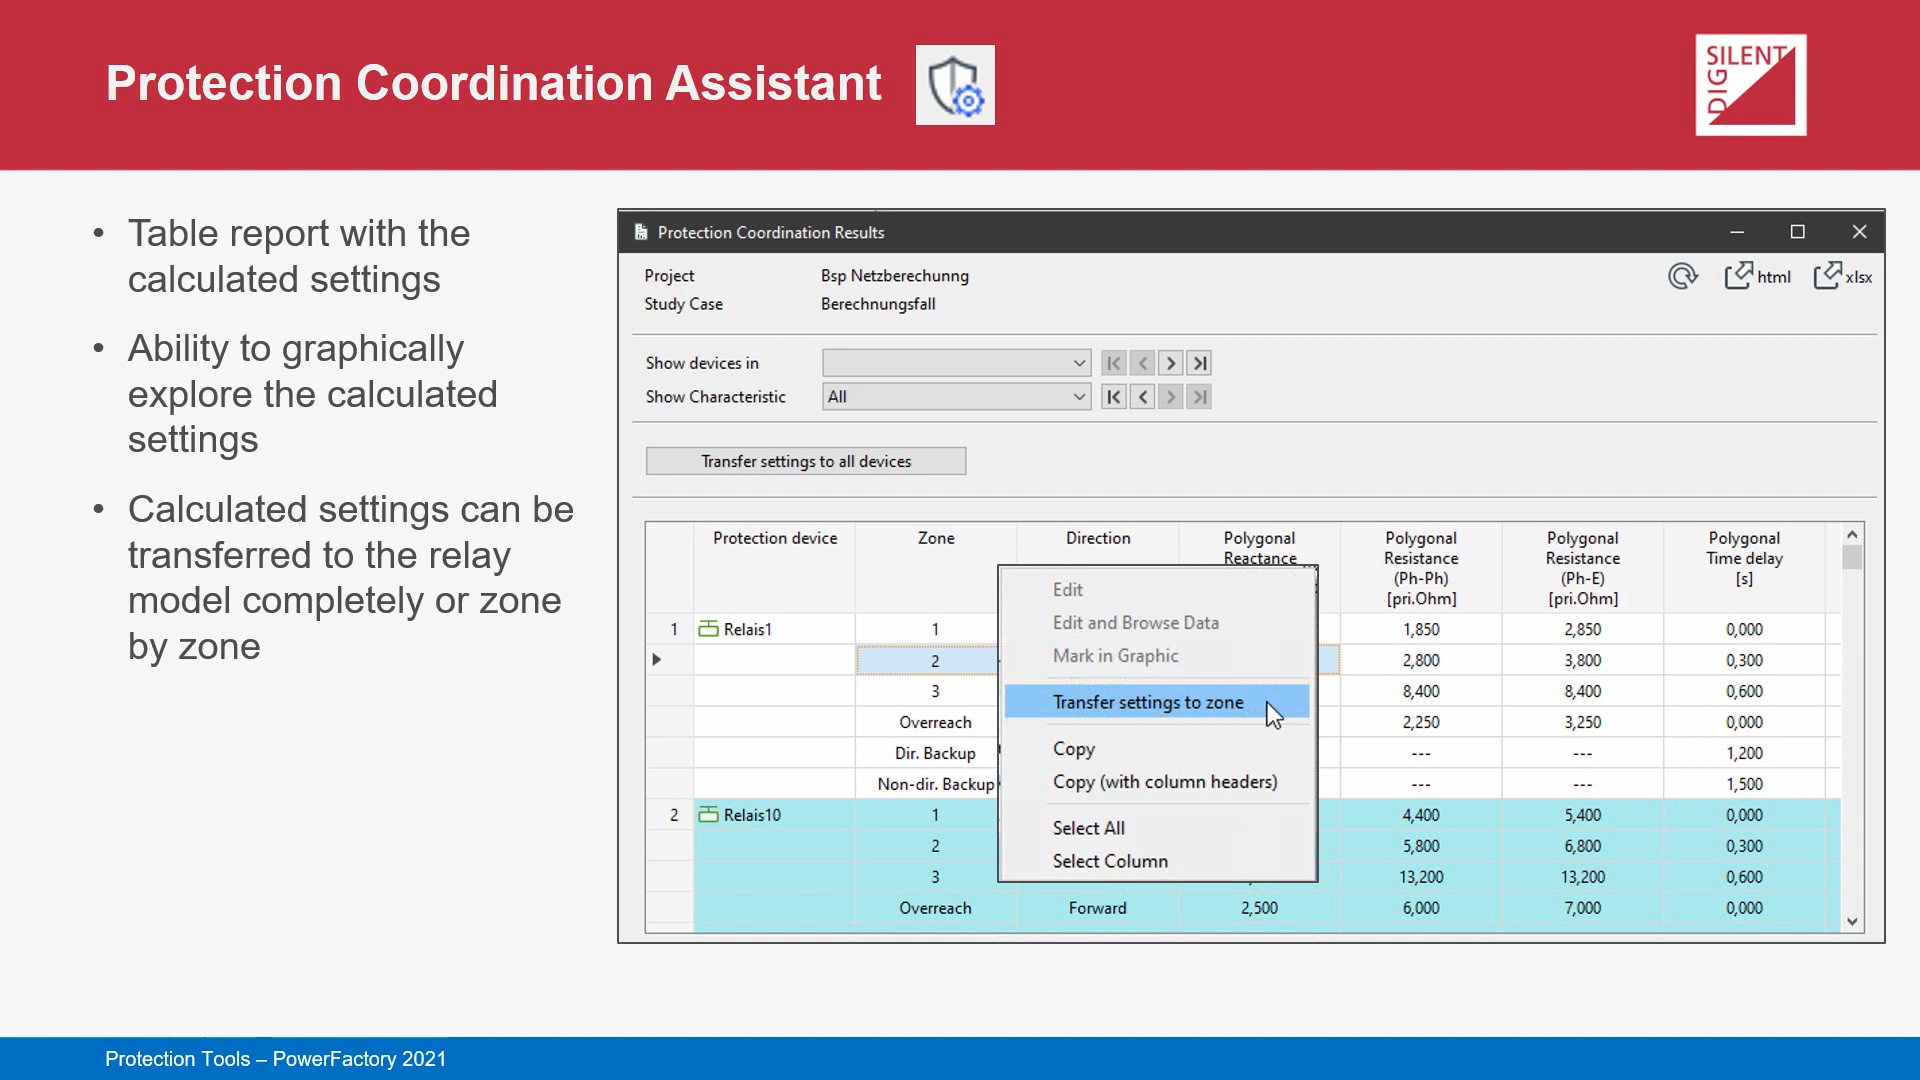 Protection Coordination Assistant
DIG
SILENT
• Table report with the
calculated settings
• Ability to graphically
explore the calculated
settings
• Calculated settings can be
transferred to the relay
model completely or zone
by zone
Protection Coordination Results
Project Bsp Netzberechunng
html xlsx
Study Case Berechnungsfall
Show devices in
Show Characteristic All
Transfer settings to all devices
Protection device Zone Direction Polygonal Polygonal Polygonal Polygonal
Reactance Resistance Resistance Time delay
(Ph-Ph) (Ph-E) [s]
[pri.Ohm] [pri.Ohm]
1 Relais1 1 1,850 2,850 0,000
2 2,800 3,800 0,300
3 8,400 8,400 0,600
Overreach 2,250 3,250 0,000
Dir. Backup --- --- 1,200
Non-dir. Backup --- --- 1,500
2 Relais10 1 4,400 5,400 0,000
2 5,800 6,800 0,300
3 13,200 13,200 0,600
Overreach Forward 2,500 6,000 7,000 0,000
Edit
Edit and Browse Data
Mark in Graphic
Transfer settings to zone
Copy
Copy (with column headers)
Select All
Select Column
Protection Tools – PowerFactory 2021